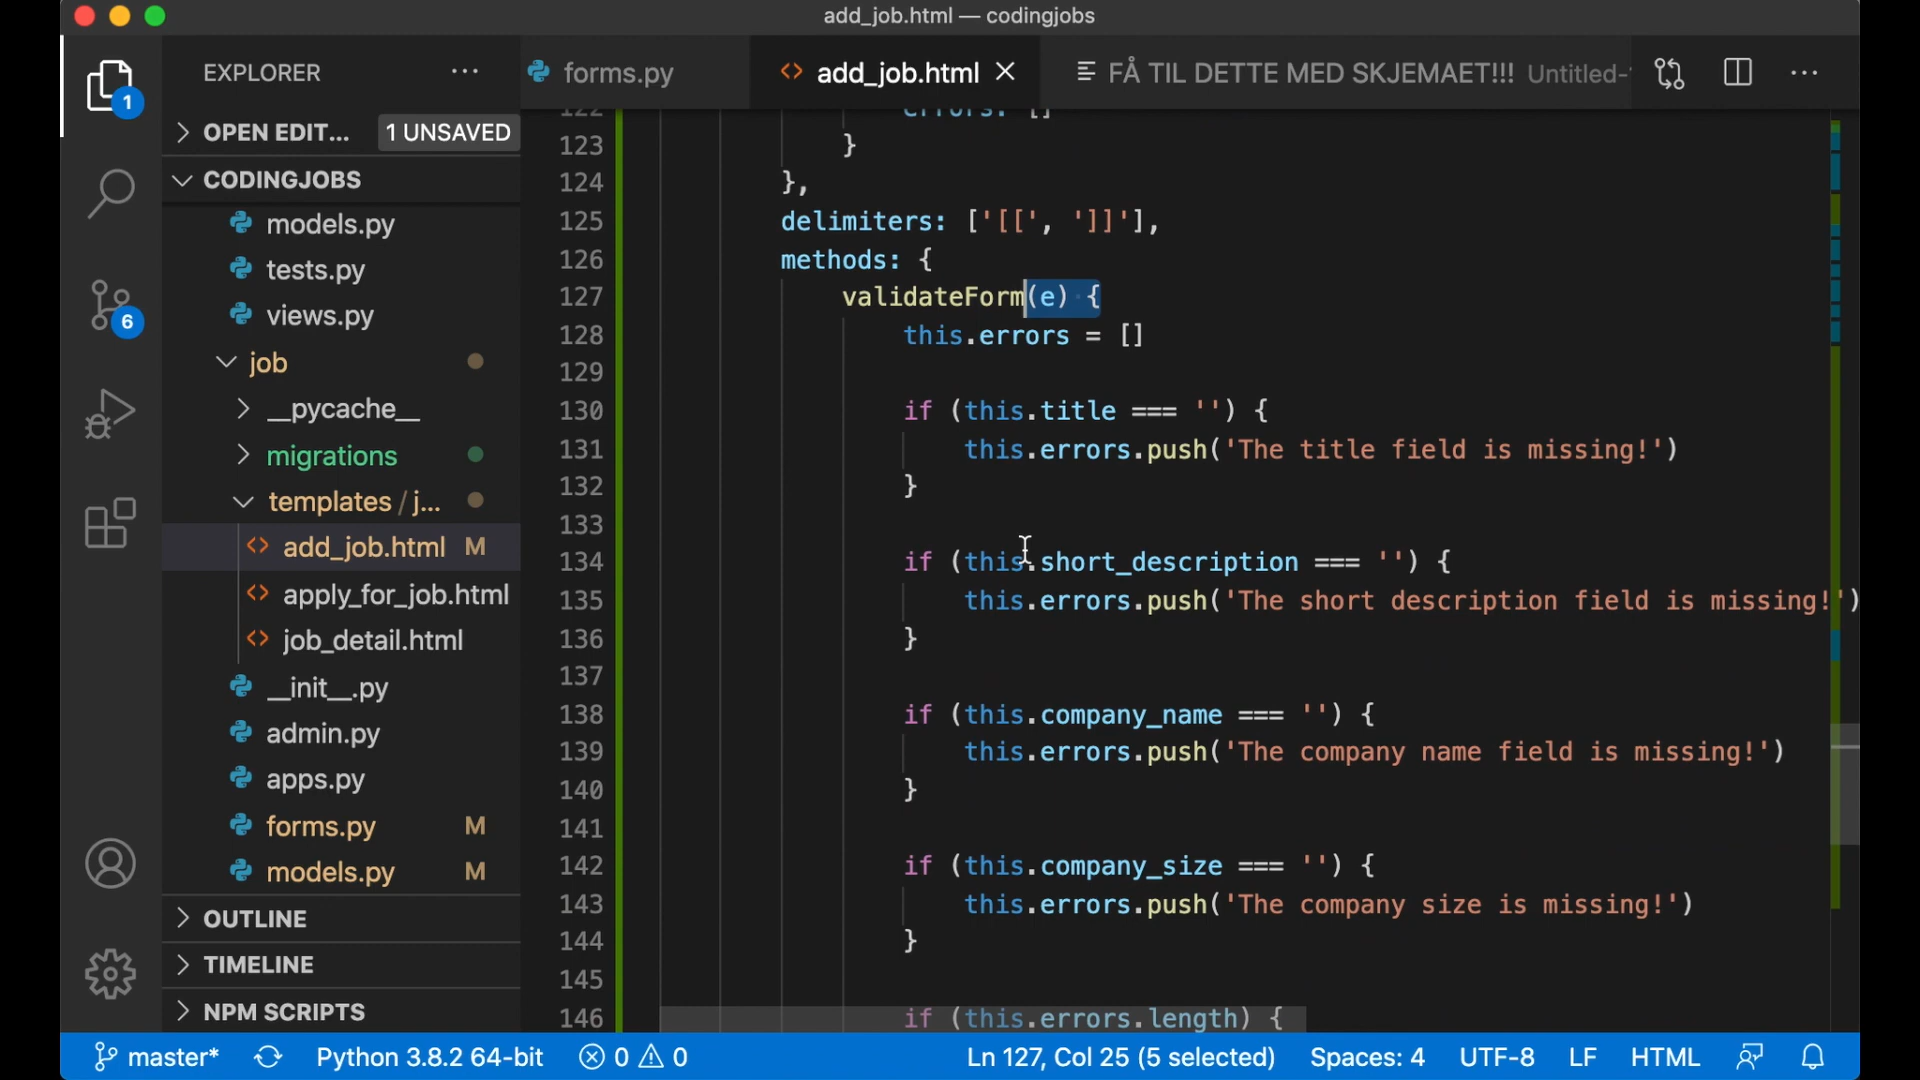 add_job.html — codingjobs
EXPLORER
forms.py
add_job.html
FÅ TIL DETTE MED SKJEMAET!!! Untitled-
1
OPEN EDIT...
1 UNSAVED
CODINGJOBS
models.py
tests.py
views.py
6
job
__pycache__
migrations
templates / j...
add_job.html M
apply_for_job.html
job_detail.html
__init__.py
admin.py
apps.py
forms.py M
models.py M
OUTLINE
TIMELINE
NPM SCRIPTS
122 errors: []
123 }
124 },
125 delimiters: ['[[', ']]'],
126 methods: {
127 validateForm(e) {
128 this.errors = []
129
130 if (this.title === '') {
131 this.errors.push('The title field is missing!')
132 }
133
134 if (this.short_description === '') {
135 this.errors.push('The short description field is missing!')
136 }
137
138 if (this.company_name === '') {
139 this.errors.push('The company name field is missing!')
140 }
141
142 if (this.company_size === '') {
143 this.errors.push('The company size is missing!')
144 }
145
146 if (this.errors.length) {
master* Python 3.8.2 64-bit 0 0 Ln 127, Col 25 (5 selected) Spaces: 4 UTF-8 LF HTML